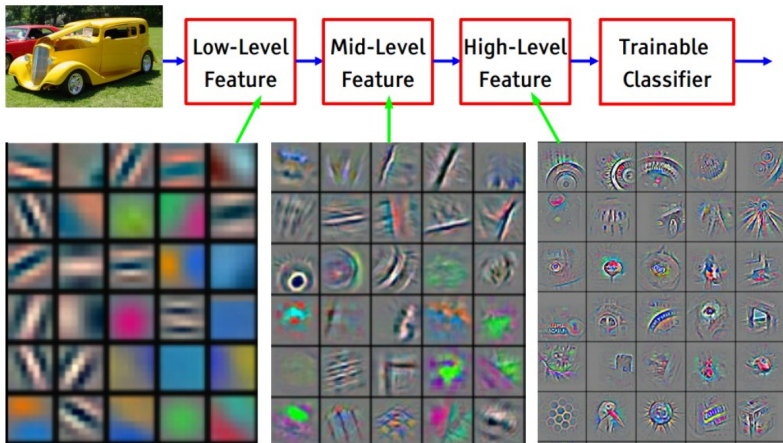 Low-Level
Feature
Mid-Level
Feature
High-Level
Feature
Trainable
Classifier